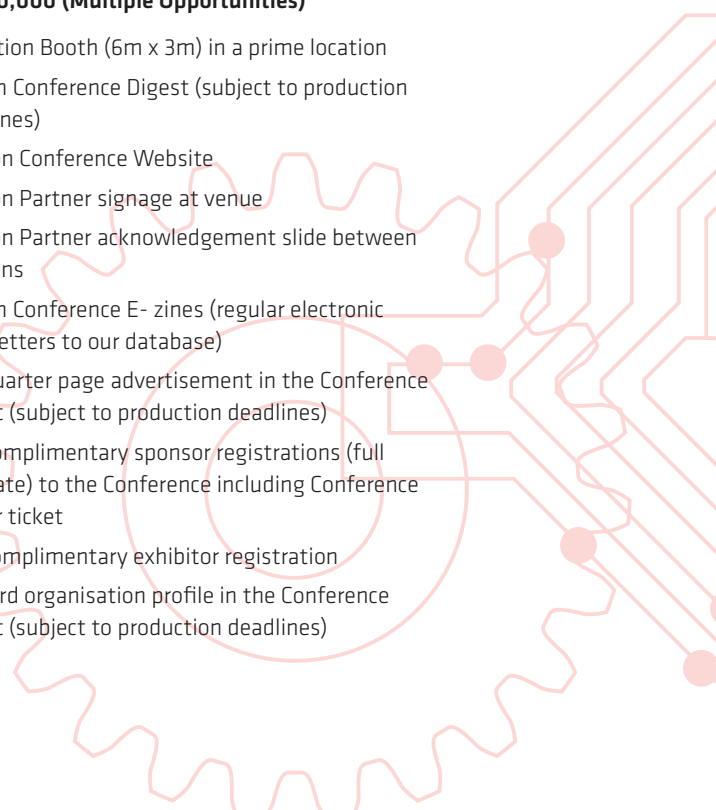 0,000 (Multiple Opportunities)
tion Booth (6m x 3m) in a prime location
n Conference Digest (subject to production
nes)
on Conference Website
on Partner signage at venue
on Partner acknowledgement slide between
ns
n Conference E- zines (regular electronic
etters to our database)
uarter page advertisement in the Conference
t (subject to production deadlines)
omplimentary sponsor registrations (full
ate) to the Conference including Conference
r ticket
omplimentary exhibitor registration
rd organisation profile in the Conference
t (subject to production deadlines)